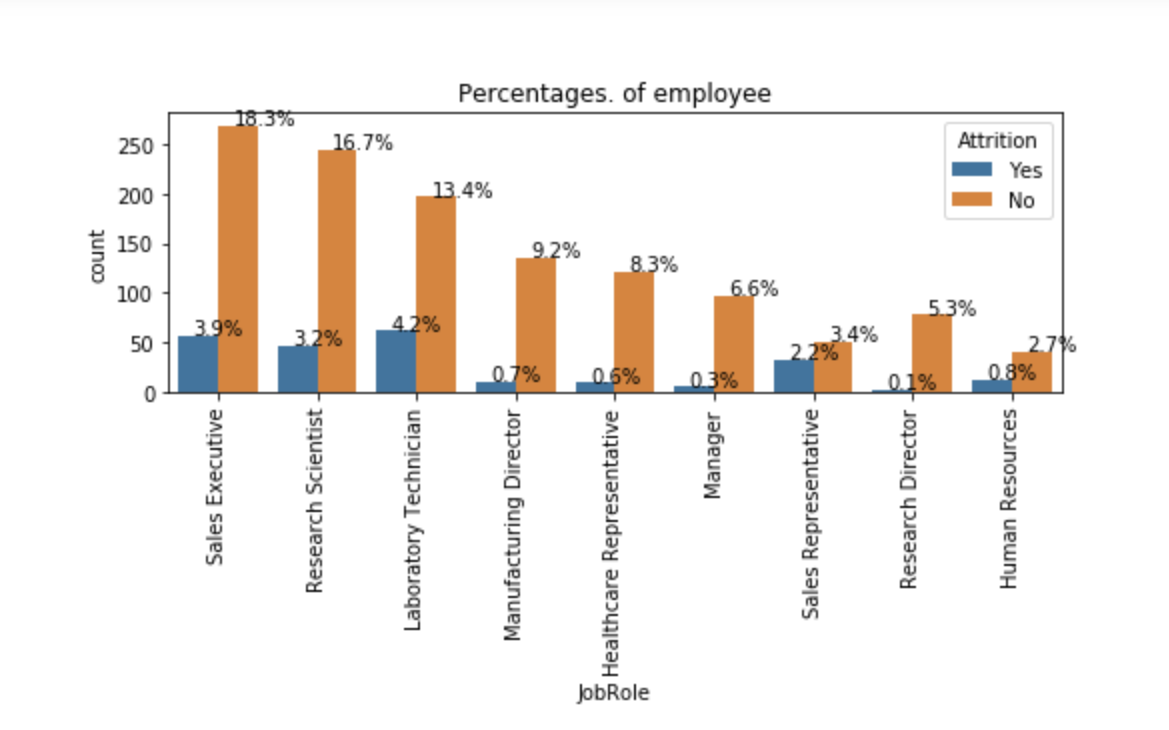 Percentages. of employee
250
200
150
100
50
0
count
Attrition
Yes
No
18.3%
16.7%
13.4%
9.2%
8.3%
6.6%
3.4%
5.3%
2.7%
3.9%
3.2%
4.2%
0.7%
0.6%
0.3%
2.2%
0.1%
0.8%
Sales Executive
Research Scientist
Laboratory Technician
Manufacturing Director
Healthcare Representative
Manager
Sales Representative
Research Director
Human Resources
JobRole